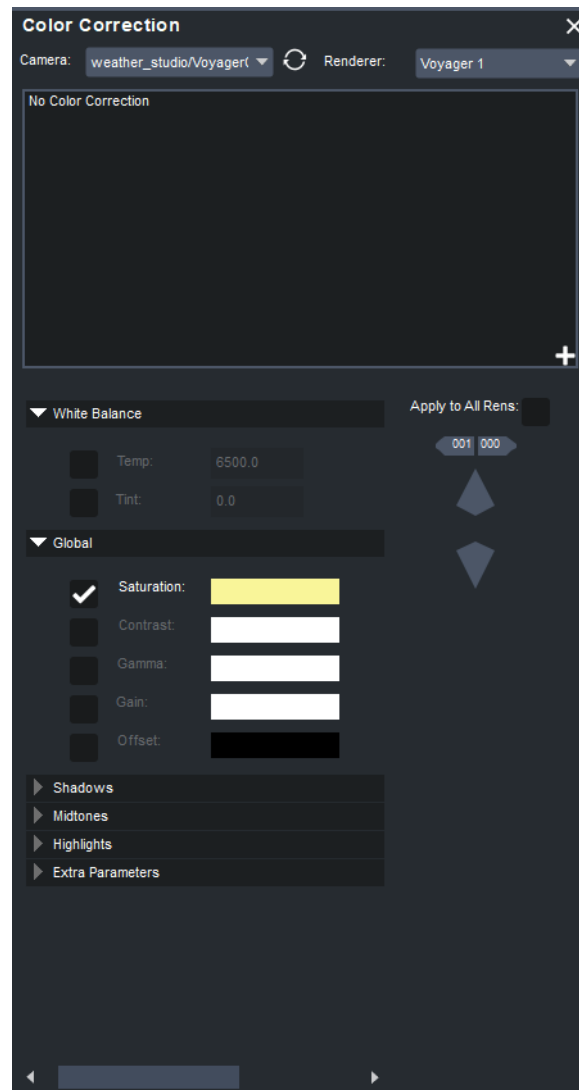 Color Correction
Camera: weather_studio/Voyager( Renderer: Voyager 1
No Color Correction
White Balance
Apply to All Rens:
Temp: 6500.0
001 000
Tint: 0.0
Global
Saturation:
Contrast:
Gamma:
Gain:
Offset:
Shadows
Midtones
Highlights
Extra Parameters